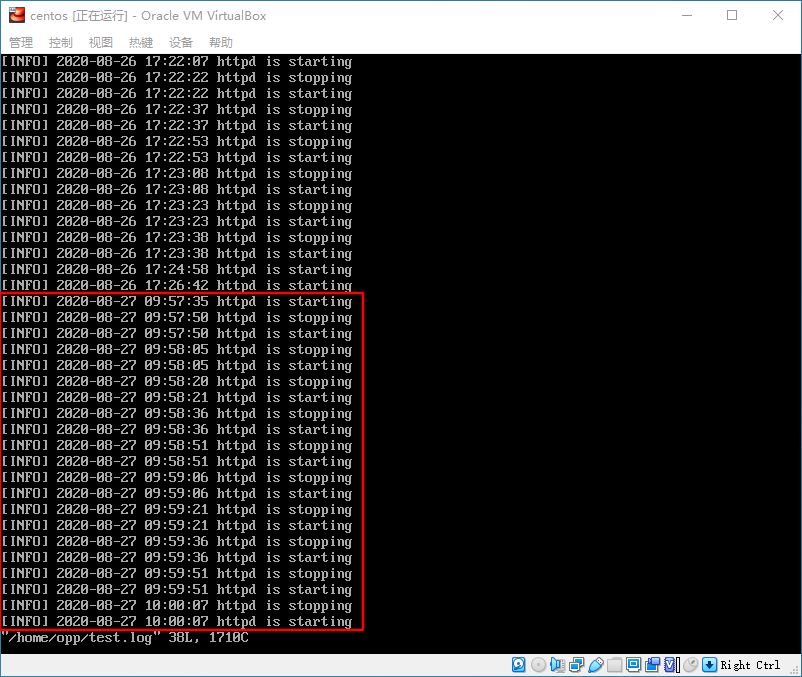 centos [正在运行] - Oracle VM VirtualBox
管理 控制 视图 热键 设备 帮助
[INFO] 2020-08-26 17:22:07 httpd is starting
[INFO] 2020-08-26 17:22:22 httpd is stopping
[INFO] 2020-08-26 17:22:22 httpd is starting
[INFO] 2020-08-26 17:22:37 httpd is stopping
[INFO] 2020-08-26 17:22:37 httpd is starting
[INFO] 2020-08-26 17:22:53 httpd is stopping
[INFO] 2020-08-26 17:22:53 httpd is starting
[INFO] 2020-08-26 17:23:08 httpd is stopping
[INFO] 2020-08-26 17:23:08 httpd is starting
[INFO] 2020-08-26 17:23:23 httpd is stopping
[INFO] 2020-08-26 17:23:23 httpd is starting
[INFO] 2020-08-26 17:23:38 httpd is stopping
[INFO] 2020-08-26 17:23:38 httpd is starting
[INFO] 2020-08-26 17:24:58 httpd is stopping
[INFO] 2020-08-26 17:26:42 httpd is starting
[INFO] 2020-08-27 09:57:35 httpd is starting
[INFO] 2020-08-27 09:57:50 httpd is stopping
[INFO] 2020-08-27 09:57:50 httpd is starting
[INFO] 2020-08-27 09:58:05 httpd is stopping
[INFO] 2020-08-27 09:58:05 httpd is starting
[INFO] 2020-08-27 09:58:20 httpd is stopping
[INFO] 2020-08-27 09:58:21 httpd is starting
[INFO] 2020-08-27 09:58:36 httpd is stopping
[INFO] 2020-08-27 09:58:36 httpd is starting
[INFO] 2020-08-27 09:58:51 httpd is stopping
[INFO] 2020-08-27 09:58:51 httpd is starting
[INFO] 2020-08-27 09:59:06 httpd is stopping
[INFO] 2020-08-27 09:59:06 httpd is starting
[INFO] 2020-08-27 09:59:21 httpd is stopping
[INFO] 2020-08-27 09:59:21 httpd is starting
[INFO] 2020-08-27 09:59:36 httpd is stopping
[INFO] 2020-08-27 09:59:36 httpd is starting
[INFO] 2020-08-27 09:59:51 httpd is stopping
[INFO] 2020-08-27 09:59:51 httpd is starting
[INFO] 2020-08-27 10:00:07 httpd is stopping
[INFO] 2020-08-27 10:00:07 httpd is starting
"/home/opp/test.log" 38L, 1710C
Right Ctrl